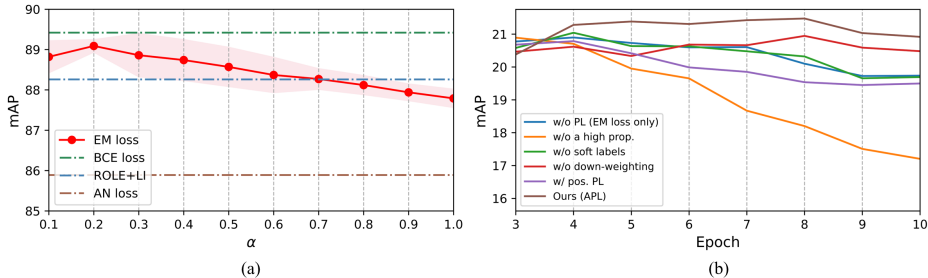 90
89
88
87
86
85
mAP
EM loss
BCE loss
ROLE+LI
AN loss
0.1 0.2 0.3 0.4 0.5 0.6 0.7 0.8 0.9 1.0
α
(a)
21
20
19
18
17
16
mAP
w/o PL (EM loss only)
w/o a high prop.
w/o soft labels
w/o down-weighting
w/ pos. PL
Ours (APL)
3 4 5 6 7 8 9 10
Epoch
(b)